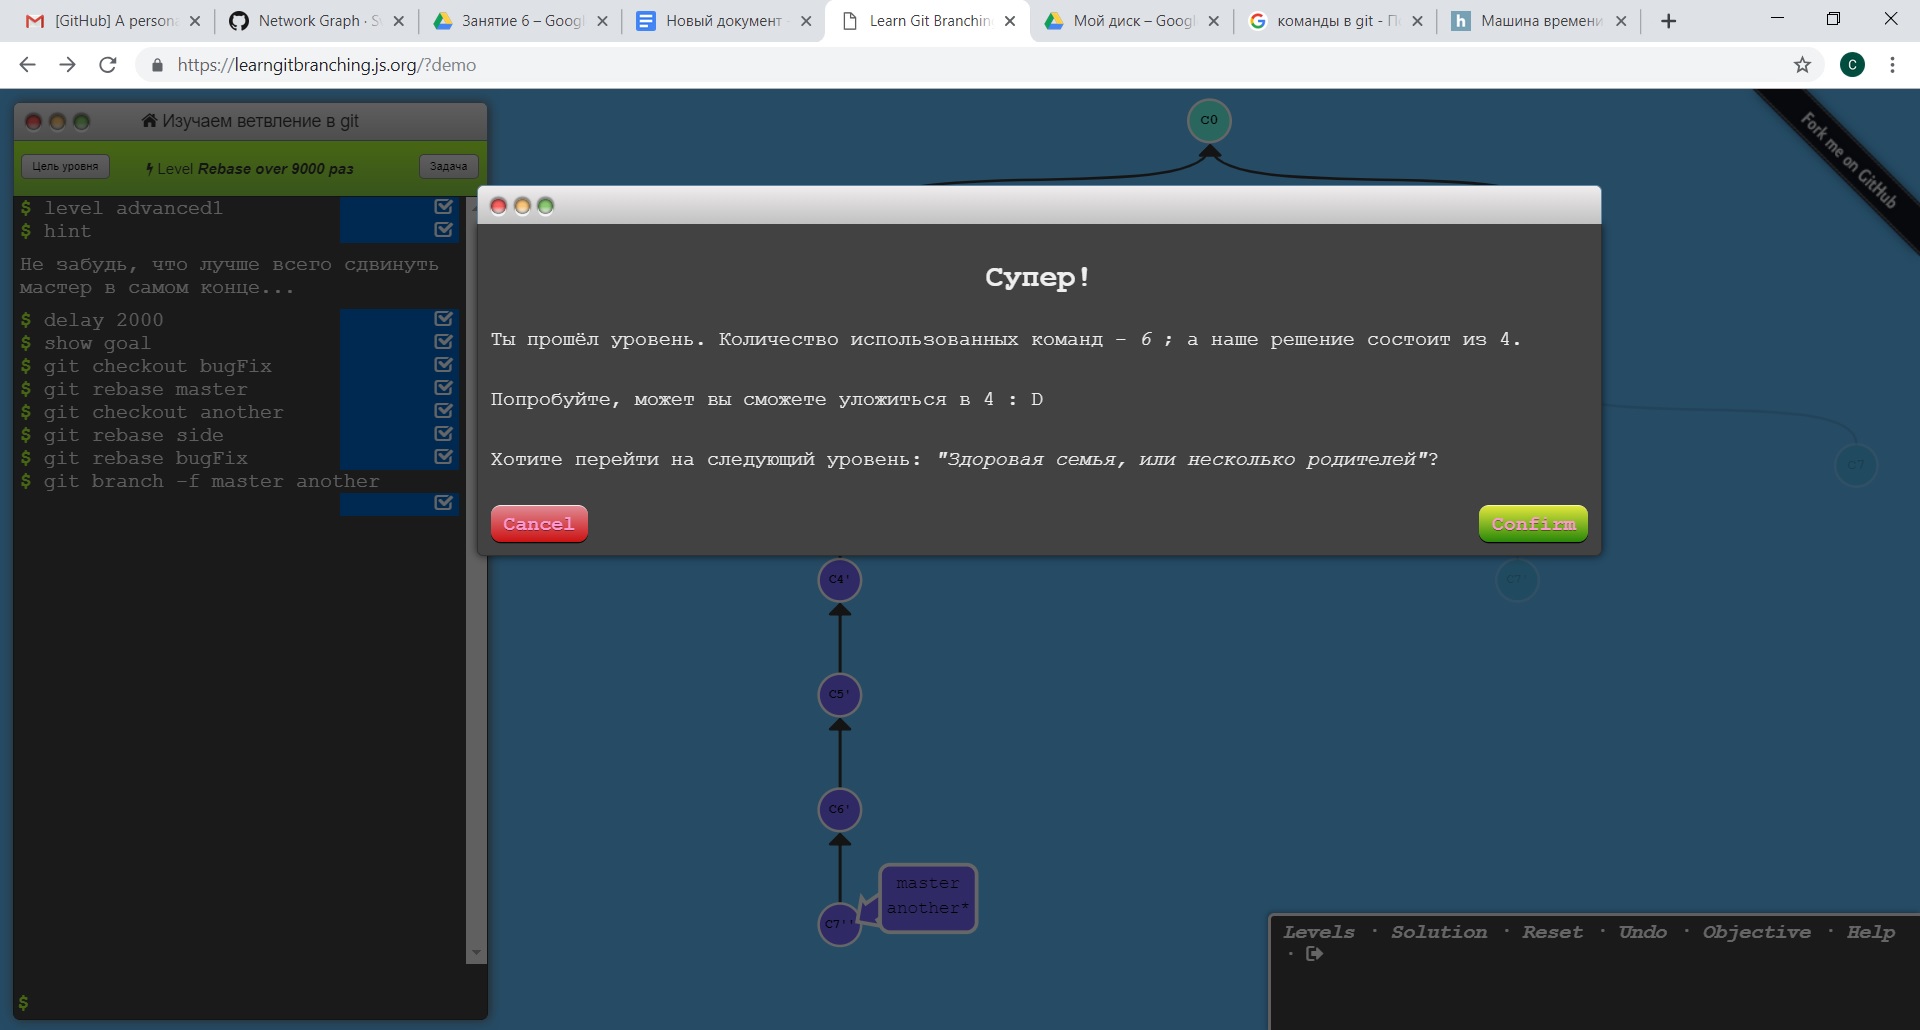 [GitHub] A persona
Network Graph · Sv
Занятие 6 – Googl
Новый документ -
Learn Git Branchin
Мой диск – Googl
команды в git - По
Машина времени
https://learngitbranching.js.org/?demo
Изучаем ветвление в git
Цель уровня
Level Rebase over 9000 раз
Задача
$ level advanced1
$ hint
Не забудь, что лучше всего сдвинуть
мастер в самом конце...
$ delay 2000
$ show goal
$ git checkout bugFix
$ git rebase master
$ git checkout another
$ git rebase side
$ git rebase bugFix
$ git branch -f master another
$
C0
Fork me on GitHub
Супер!
Ты прошёл уровень. Количество использованных команд – 6 ; а наше решение состоит из 4.
Попробуйте, может вы сможете уложиться в 4 : D
Хотите перейти на следующий уровень: "Здоровая семья, или несколько родителей"?
Cancel
Confirm
C7
C7'
C4'
C5'
C6'
C7''
master
another*
Levels · Solution · Reset · Undo · Objective · Help
·